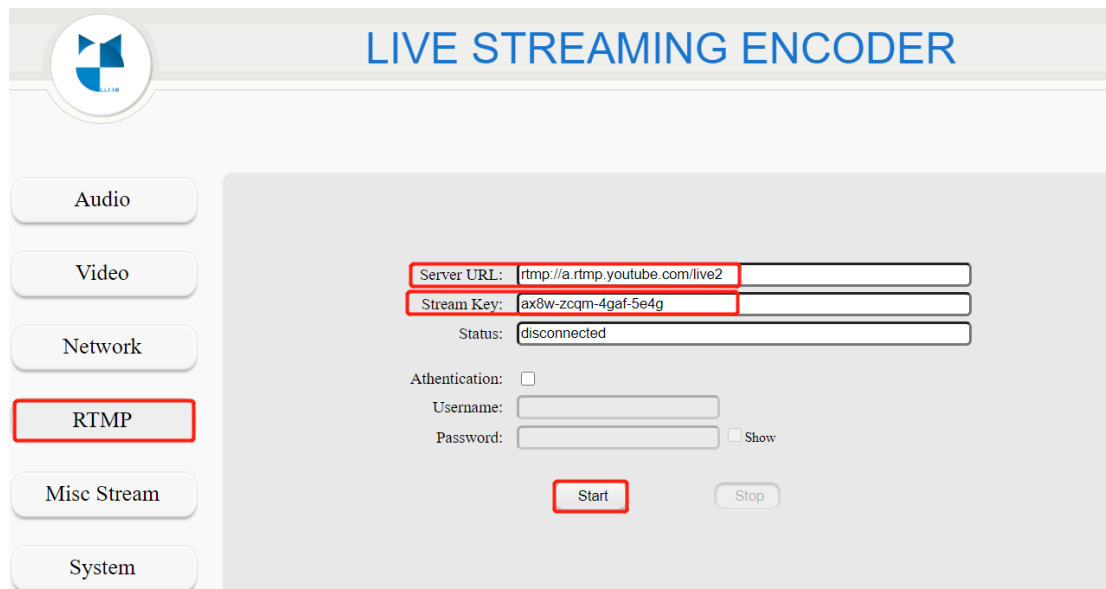 LIVE STREAMING ENCODER
Audio
Video
Network
RTMP
Misc Stream
System
Server URL: rtmp://a.rtmp.youtube.com/live2
Stream Key: ax8w-zcqm-4gaf-5e4g
Status: disconnected
Athentication:
Username:
Password: Show
Start Stop